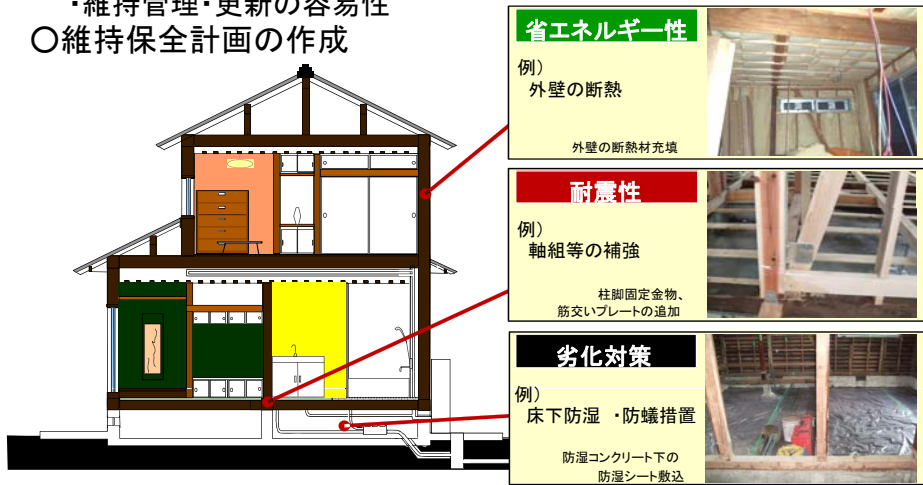 ・維持管理・更新の容易性
〇維持保全計画の作成
省エネルギー性
例）
外壁の断熱
外壁の断熱材充填
耐震性
例）
軸組等の補強
柱脚固定金物、
筋交いプレートの追加
劣化対策
例）
床下防湿 ・防蟻措置
防湿コンクリート下の
防湿シート敷込